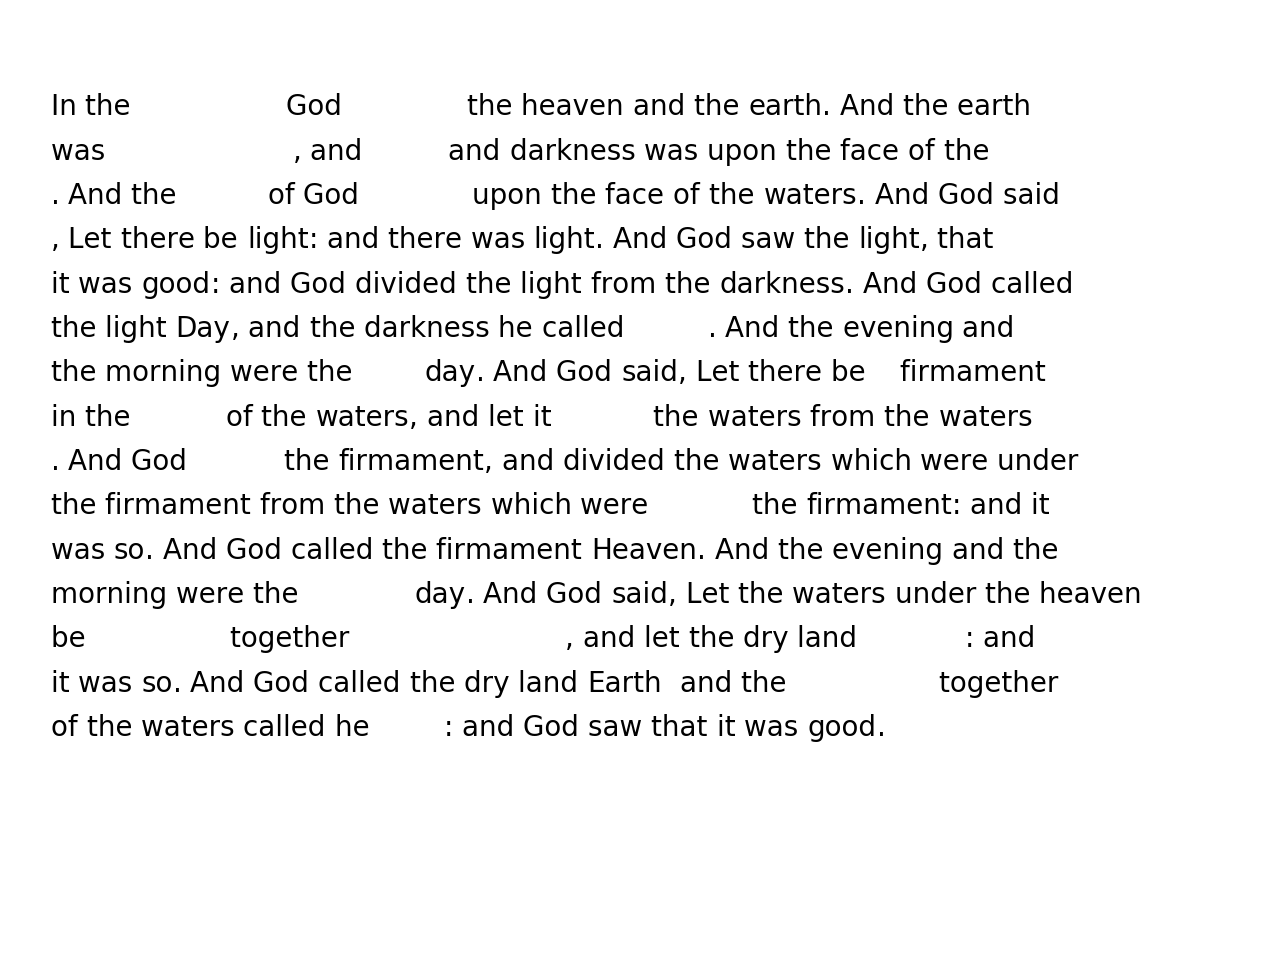 In the God the heaven and the earth. And the earth
was , and and darkness was upon the face of the
. And the of God upon the face of the waters. And God said
, Let there be light: and there was light. And God saw the light, that
it was good: and God divided the light from the darkness. And God called
the light Day, and the darkness he called . And the evening and
the morning were the day. And God said, Let there be firmament
in the of the waters, and let it the waters from the waters
. And God the firmament, and divided the waters which were under
the firmament from the waters which were the firmament: and it
was so. And God called the firmament Heaven. And the evening and the
morning were the day. And God said, Let the waters under the heaven
be together , and let the dry land : and
it was so. And God called the dry land Earth and the together
of the waters called he : and God saw that it was good.